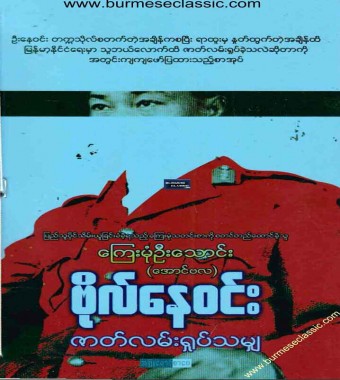 www.burmeseclassic.com
ဦးနေဝင်း တက္ကသိုလ်စတက်တဲ့အချိန်ကစပြီး ရာထူးမှ နုတ်ထွက်တဲ့အချိန်ထိ
မြန်မာ့နိုင်ငံရေးမှာ သူဘယ်လောက်ထိ ဇာတ်လမ်းရှုပ်ခဲ့သလဲဆိုတာကို
အတွင်းကျကျဖော်ပြထားသည့်စာအုပ်
ကြေးမုံဦးသောင်း
(အောင်ဗလ)
ဗိုလ်နေဝင်း
ဇာတ်လမ်းရှုပ်သမျှ
www.burmeseclassic.com